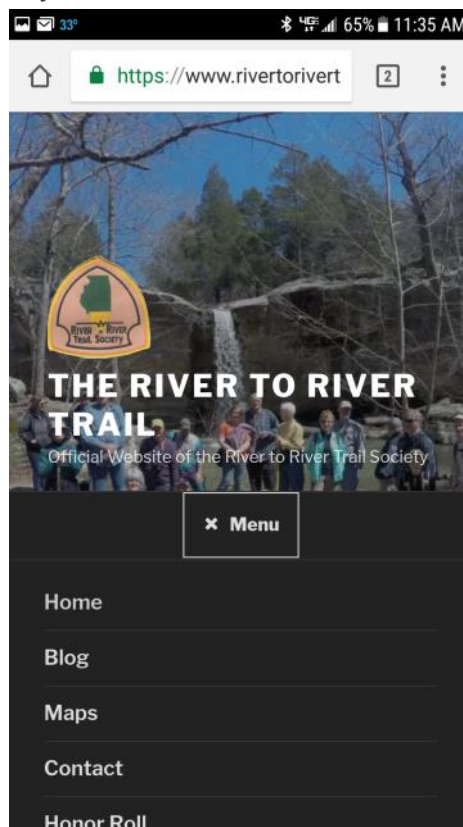 33°
4G 65% 11:35 AM
https://www.rivertorivert
2
RIVER RIVER
TRAIL SOCIETY
THE RIVER TO RIVER
TRAIL
Official Website of the River to River Trail Society
× Menu
Home
Blog
Maps
Contact
Honor Roll